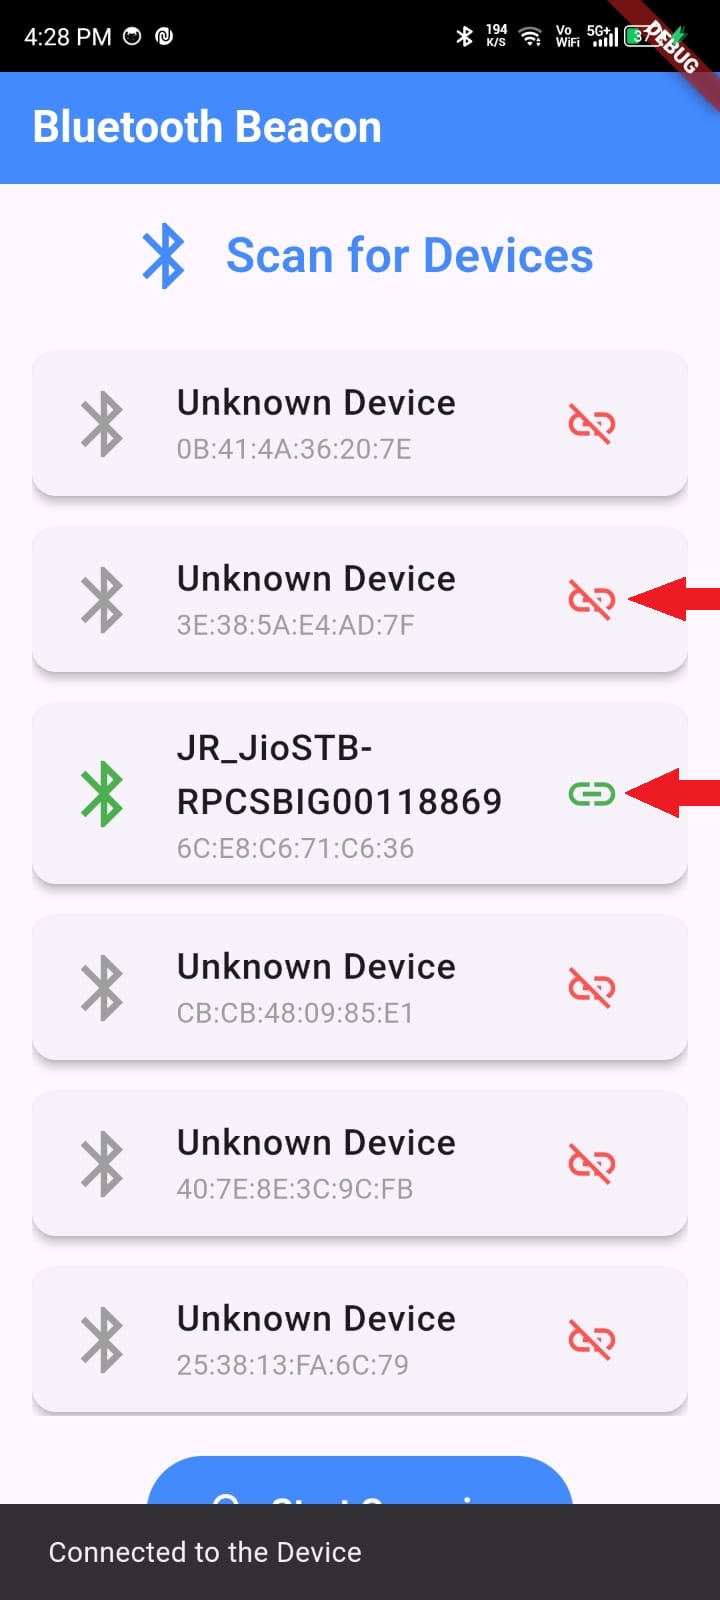 4:28 PM
194
K/S
Vo
WiFi
5G+
37
DEBUG
Bluetooth Beacon
Scan for Devices
Unknown Device
0B:41:4A:36:20:7E
Unknown Device
3E:38:5A:E4:AD:7F
JR_JioSTB-
RPCSBIG00118869
6C:E8:C6:71:C6:36
Unknown Device
CB:CB:48:09:85:E1
Unknown Device
40:7E:8E:3C:9C:FB
Unknown Device
25:38:13:FA:6C:79
Connected to the Device